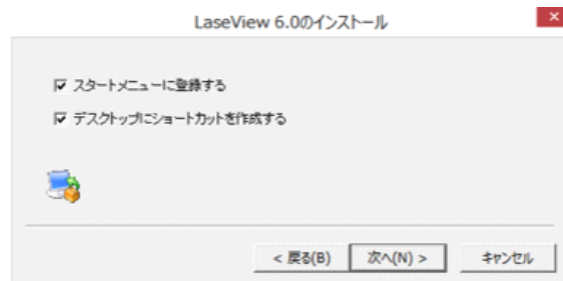 LaseView 6.0のインストール
スタートメニューに登録する
デスクトップにショートカットを作成する
< 戻る(B) 次へ(N) > キャンセル